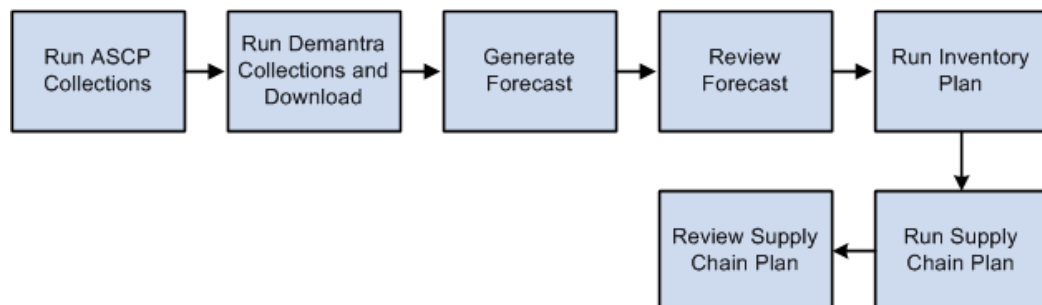 Run ASCP
Collections
Run Demantra
Collections and
Download
Generate
Forecast
Review
Forecast
Run Inventory
Plan
Review Supply
Chain Plan
Run Supply
Chain Plan